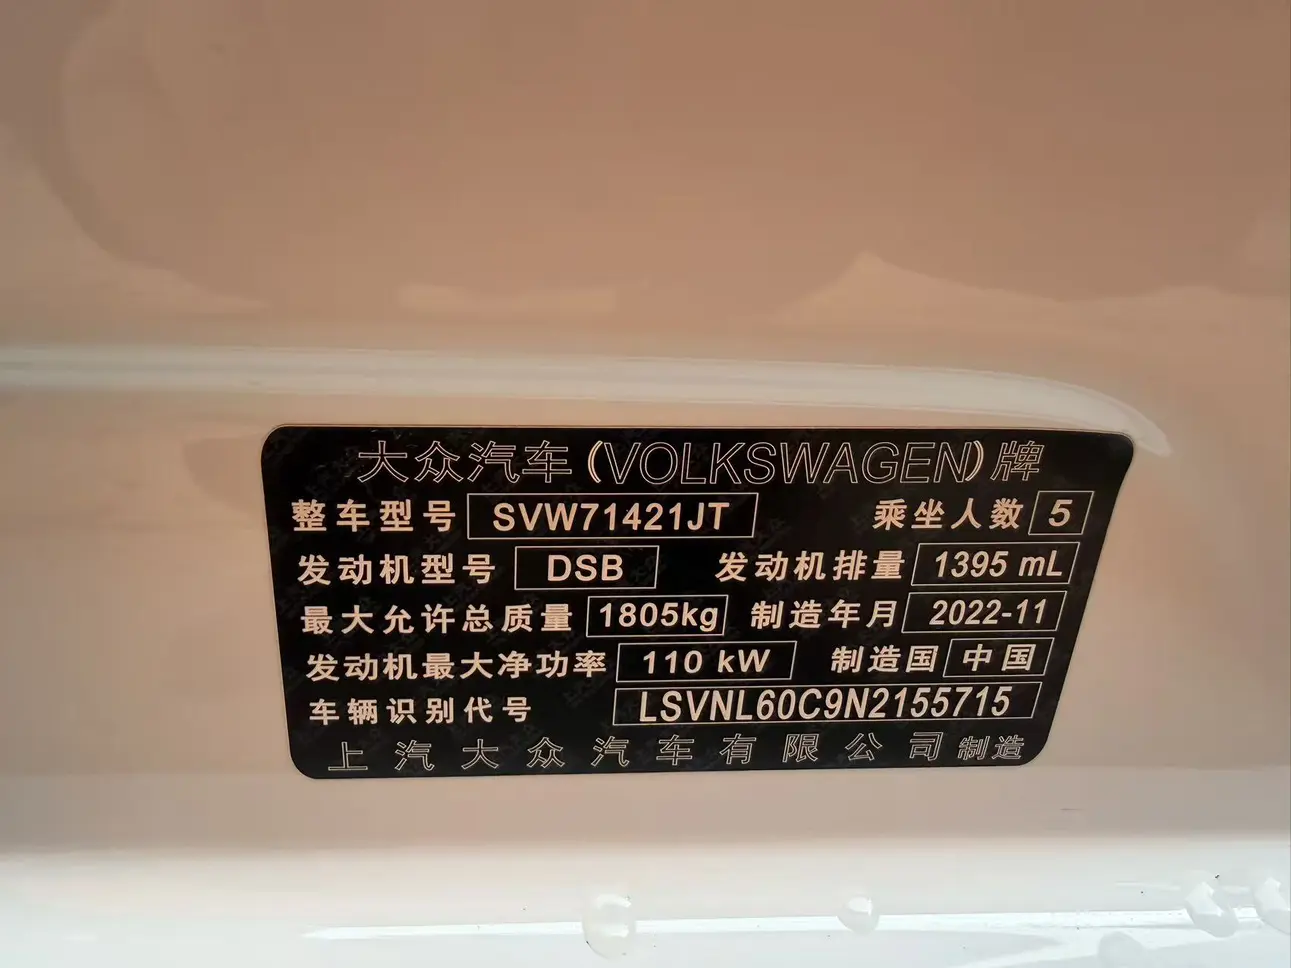 大众汽车(VOLKSWAGEN)牌
整车型号 SVW71421JT 乘坐人数 5
发动机型号 DSB 发动机排量 1395 mL
最大允许总质量 1805kg 制造年月 2022-11
发动机最大净功率 110 kW 制造国 中国
车辆识别代号 LSVNL60C9N2155715
上汽大众汽车有限公司制造